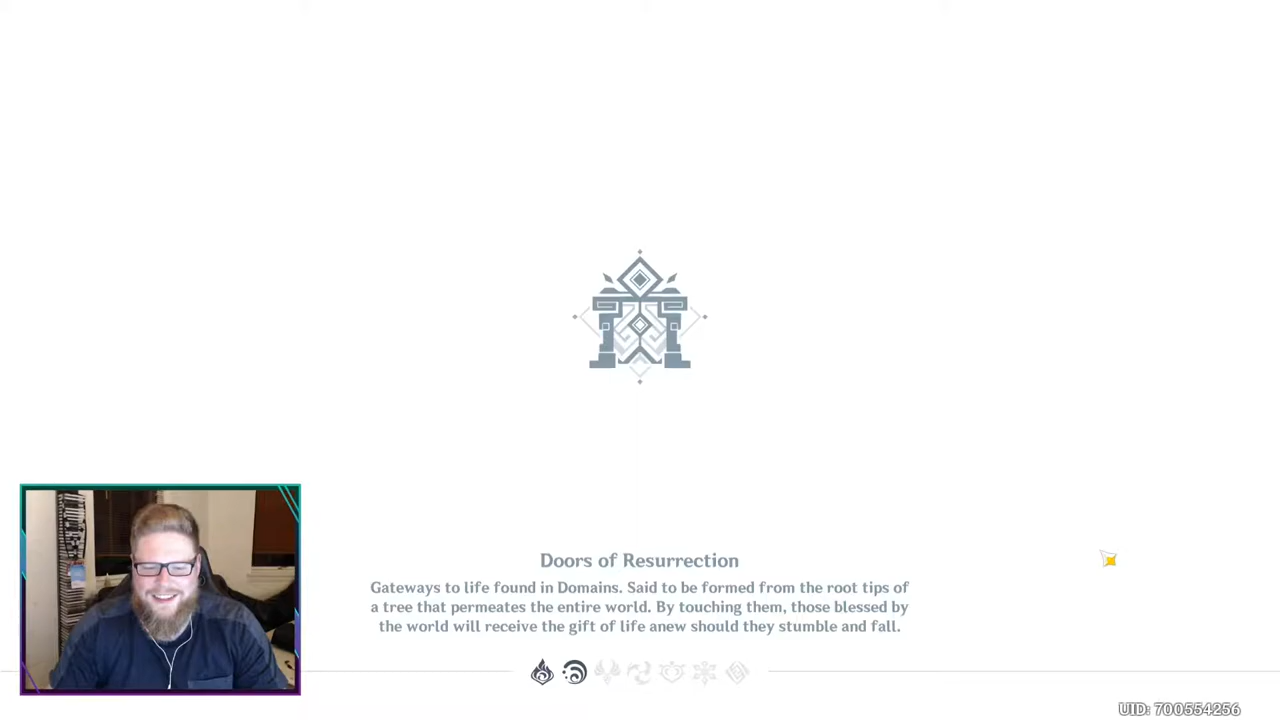 Doors of Resurrection
Gateways to life found in Domains. Said to be formed from the root tips of
a tree that permeates the entire world. By touching them, those blessed by
the world will receive the gift of life anew should they stumble and fall.
UID: 700554256